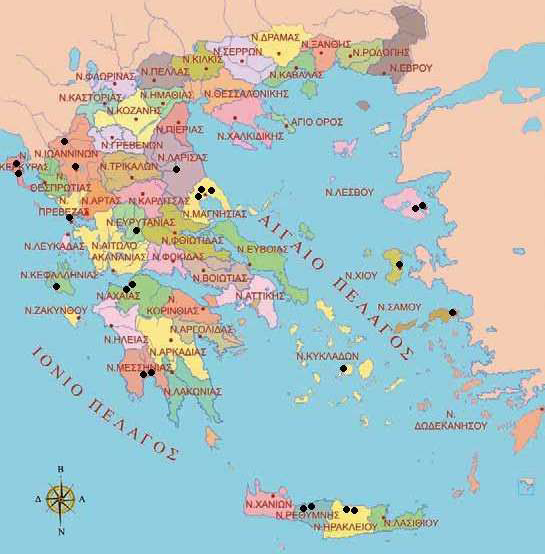 Ν.ΔΡΑΜΑΣ
Ν.ΞΑΝΘΗΣ
Ν.ΣΕΡΡΩΝ
Ν.ΡΟΔΟΠΗΣ
Ν.ΚΙΛΚΙΣ
Ν.ΕΒΡΟΥ
Ν.ΠΕΛΛΑΣ
Ν.ΚΑΒΑΛΑΣ
Ν.ΦΛΩΡΙΝΑΣ
Ν.ΗΜΑΘΙΑΣ
Ν.ΘΕΣΣΑΛΟΝΙΚΗΣ
Ν.ΚΑΣΤΟΡΙΑΣ
Ν.ΚΟΖΑΝΗΣ
ΑΓΙΟ ΟΡΟΣ
Ν.ΠΙΕΡΙΑΣ
Ν.ΧΑΛΚΙΔΙΚΗΣ
Ν.ΓΡΕΒΕΝΩΝ
Ν.ΙΩΑΝΝΙΝΩΝ
Ν.ΛΑΡΙΣΑΣ
ΚΕΡΚΥΡΑΣ
Ν.ΤΡΙΚΑΛΩΝ
ΘΕΣΠΡΩΤΙΑΣ
Ν.ΛΕΣΒΟΥ
Ν.ΑΡΤΑΣ
Ν.ΚΑΡΔΙΤΣΑΣ
ΠΡΕΒΕΖΑΣ
Ν.ΜΑΓΝΗΣΙΑΣ
Ν.ΕΥΡΥΤΑΝΙΑΣ
Ν.ΛΕΥΚΑΔΑΣ
Ν.ΑΙΤΩΛΟ
ΑΚΑΝΑΝΙΑΣ
Ν.ΦΘΙΩΤΙΔΑΣ
Ν.ΕΥΒΟΙΑΣ
ΑΙΓΑΙΟ ΠΕΛΑΓΟΣ
Ν.ΦΩΚΙΔΑΣ
Ν.ΚΕΦΑΛΛΗΝΙΑΣ
Ν.ΒΟΙΩΤΙΑΣ
Ν.ΧΙΟΥ
Ν.ΑΧΑΙΑΣ
Ν.ΑΤΤΙΚΗΣ
Ν.
ΚΟΡΙΝΘΙΑΣ
Ν.ΖΑΚΥΝΘΟΥ
Ν.ΣΑΜΟΥ
Ν.ΑΡΓΟΛΙΔΑΣ
Ν.ΗΛΕΙΑΣ
Ν.ΑΡΚΑΔΙΑΣ
Ν.ΚΥΚΛΑΔΩΝ
ΙΟΝΙΟ ΠΕΛΑΓΟΣ
Ν.ΜΕΣΣΗΝΙΑΣ
Ν.ΛΑΚΩΝΙΑΣ
Ν.
ΔΩΔΕΚΑΝΗΣΟΥ
Β
Δ Α
Ν
Ν.ΧΑΝΙΩΝ
Ν.ΡΕΘΥΜΝΗΣ
Ν.ΗΡΑΚΛΕΙΟΥ
Ν.ΛΑΣΙΘΙΟΥ